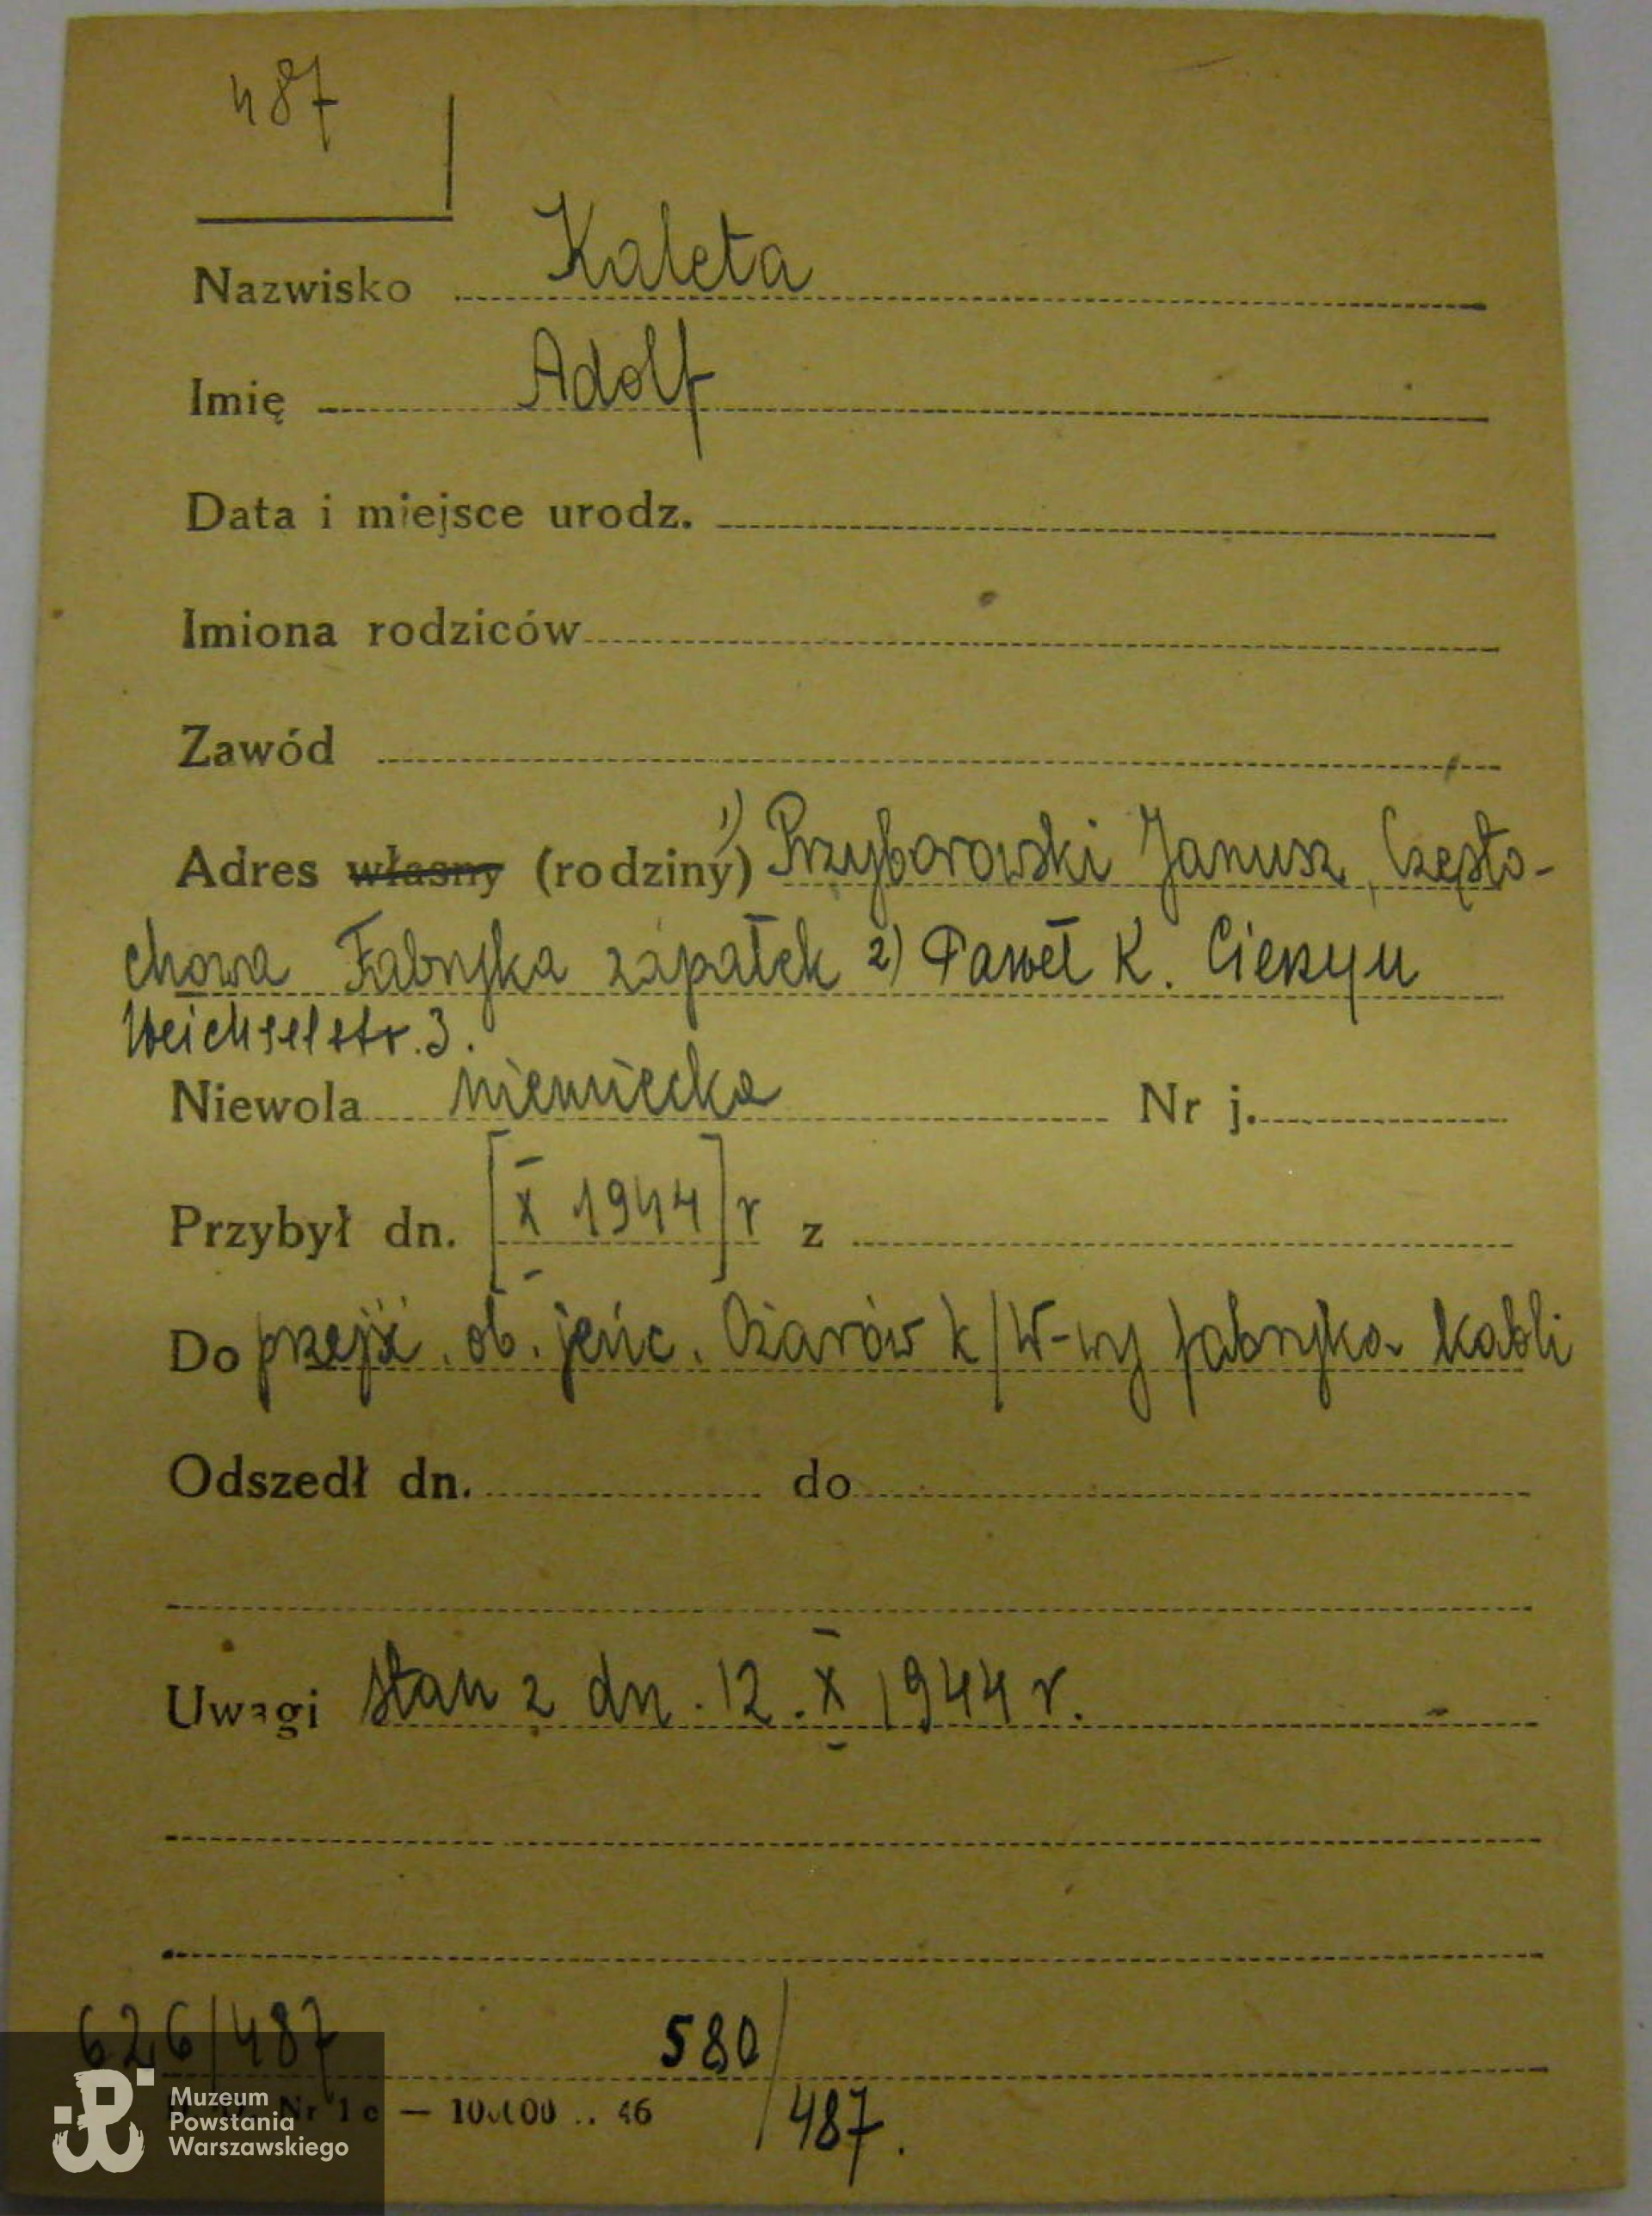 487
Nazwisko Kaleta
Imię Adolf
Data i miejsce urodz.
Imiona rodziców
Zawód
Adres własny (rodziny) 1) Przyborowski Janusz, Często-
chowa Fabryka zapałek 2) Paweł K. Cieszyn
Weichselstr. 3.
Niewola niemiecka Nr j.
Przybył dn. [X 1944] r z
Do przejś. ob. jeńc. Ożarów k/W-wy fabryka kabli
Odszedł dn. do
Uwagi stan z dn. 12. X 1944 r.
626/487 580/487.
Nr 1 c — 46
Muzeum
Powstania
Warszawskiego